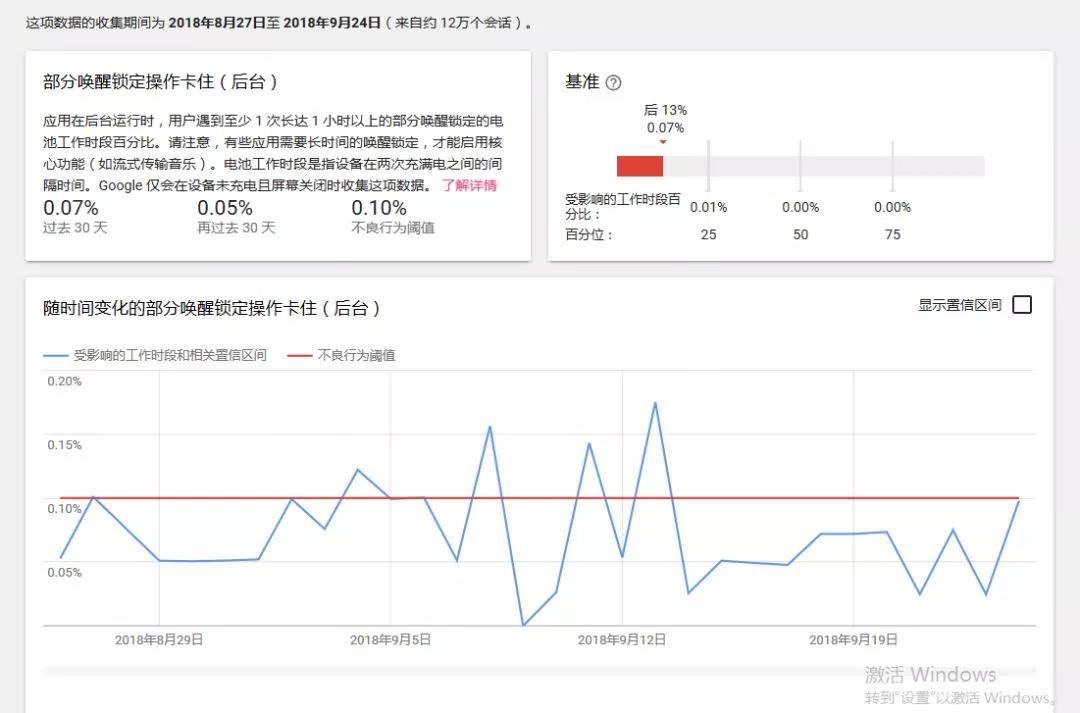 这项数据的收集期间为 2018年8月27日至 2018年9月24日（来自约 12万个会话）。
部分唤醒锁定操作卡住（后台）
应用在后台运行时，用户遇到至少 1 次长达 1 小时以上的部分唤醒锁定的电
池工作时段百分比。请注意，有些应用需要长时间的唤醒锁定，才能启用核
心功能（如流式传输音乐）。电池工作时段是指设备在两次充满电之间的间
隔时间。Google 仅会在设备未充电且屏幕关闭时收集这项数据。 了解详情
0.07% 0.05% 0.10%
过去 30 天 再过去 30 天 不良行为阈值
基准 ?
后 13%
0.07%
受影响的工作时段百
分比： 0.01% 0.00% 0.00%
百分位： 25 50 75
随时间变化的部分唤醒锁定操作卡住（后台）
显示置信区间
受影响的工作时段和相关置信区间 不良行为阈值
0.20%
0.15%
0.10%
0.05%
2018年8月29日 2018年9月5日 2018年9月12日 2018年9月19日
激活 Windows
转到"设置"以激活 Windows。